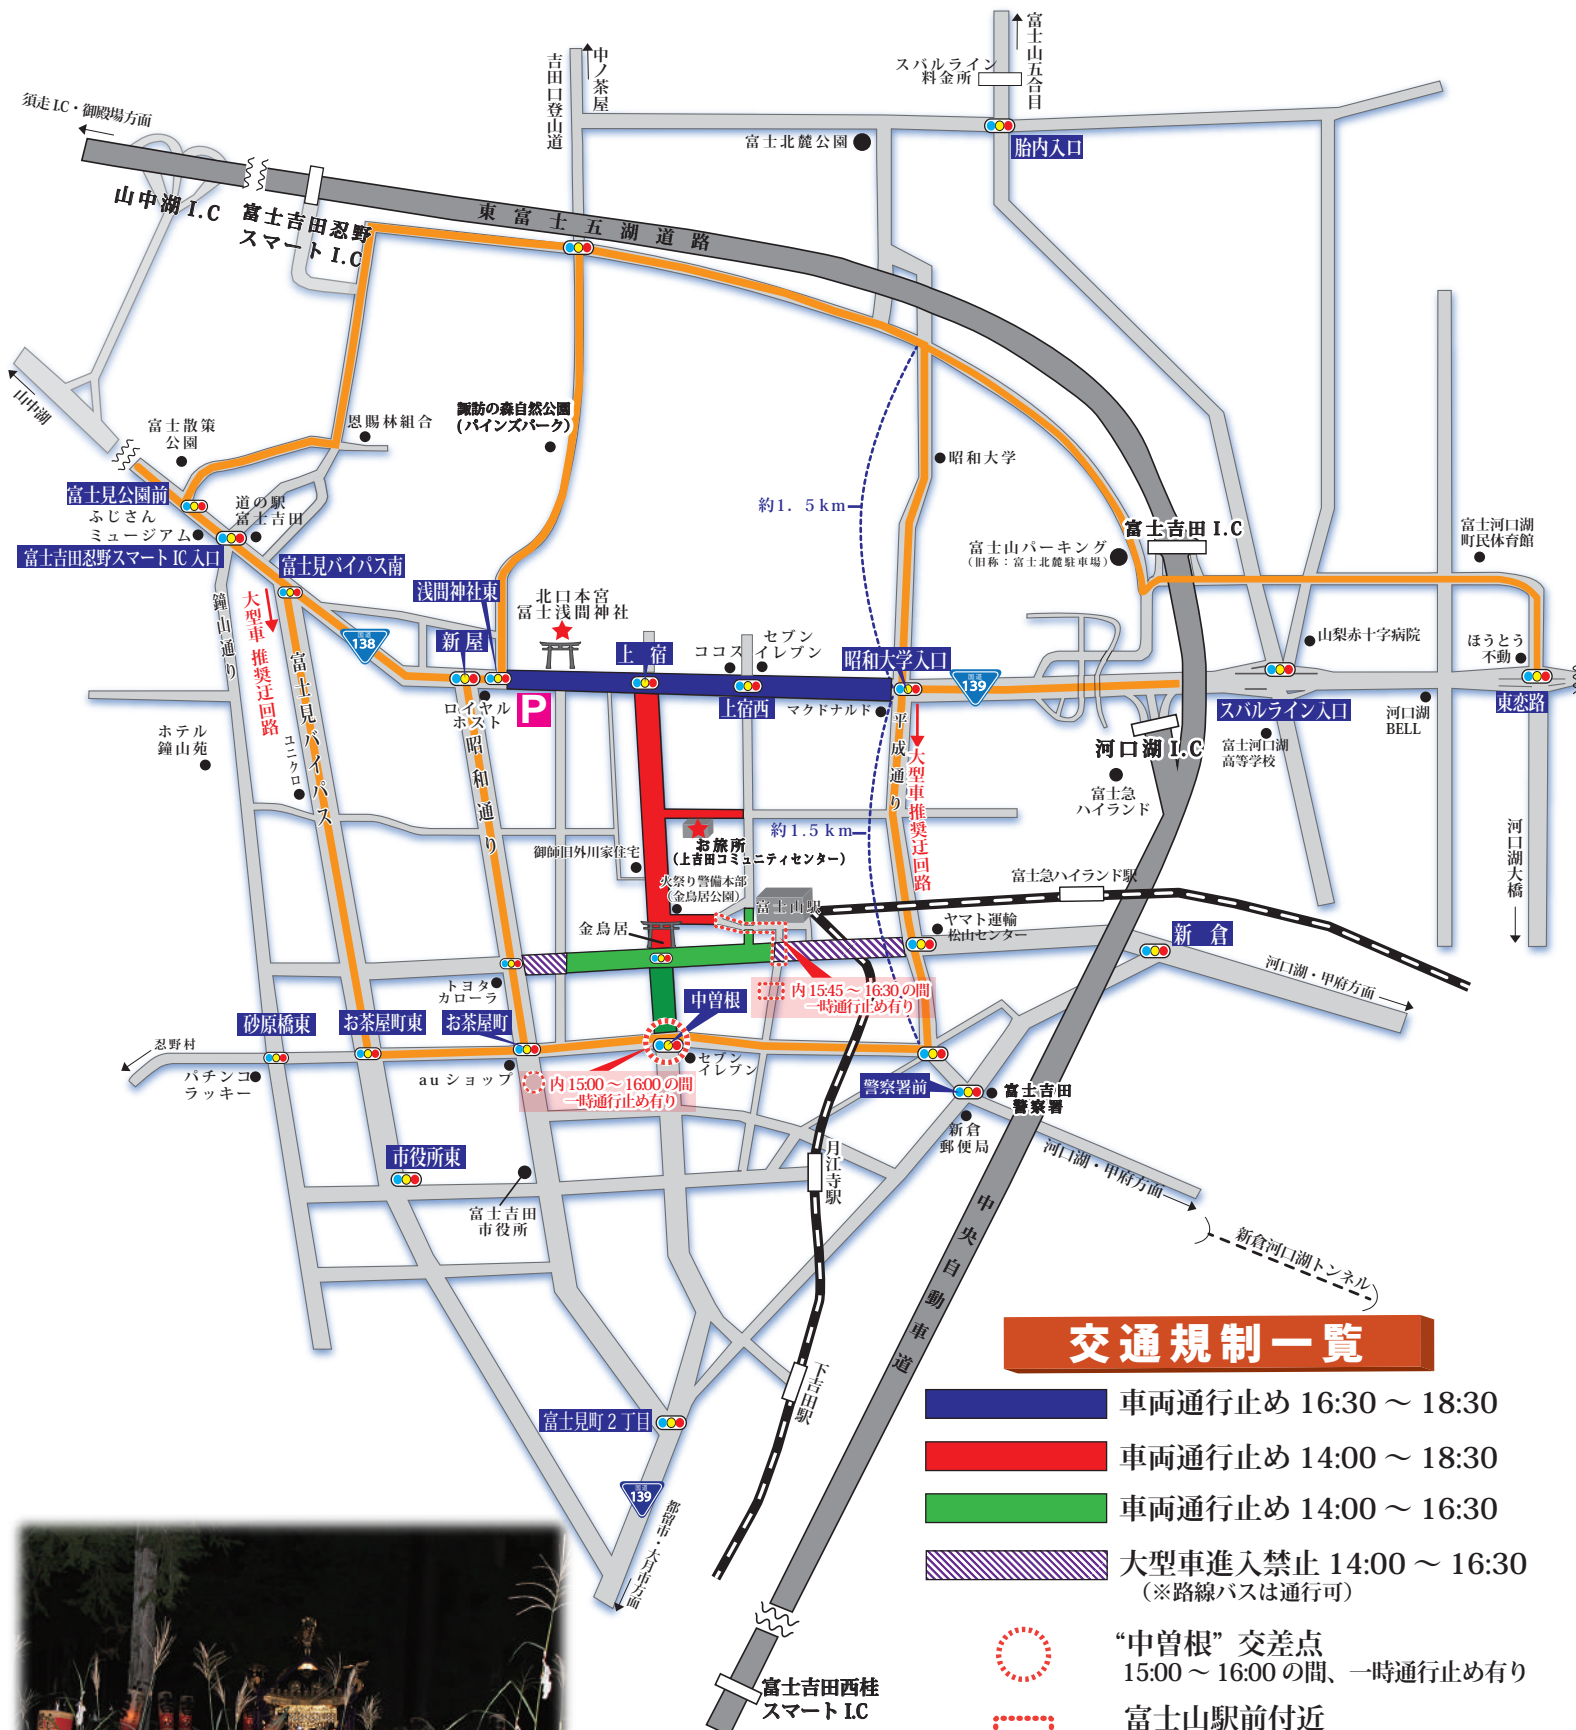 富士山五合目
スバルライン
料金所
中ノ茶屋
吉田口登山道
須走I.C・御殿場方面
富士北麓公園
胎内入口
山中湖I.C
富士吉田忍野
スマートI.C
東富士五湖道路
山中湖
富士散策
公園
恩賜林組合
諏訪の森自然公園
(パインズパーク)
昭和大学
富士見公園前
ふじさん
ミュージアム
道の駅
富士吉田
約1.5km
富士吉田I.C
富士山パーキング
(旧称:富士北麓駐車場)
富士河口湖
町民体育館
富士吉田忍野スマートIC入口
富士見バイパス南
浅間神社東
北口本宮
冨士浅間神社
鐘山通り
大型車 推奨迂回路
国道
138
新屋
上宿
ココス
セブン
イレブン
昭和大学入口
国道
139
山梨赤十字病院
ほうとう
不動
富士見バイパス
ロイヤル
ホスト
P
上宿西
マクドナルド
スバルライン入口
河口湖
BELL
東恋路
ホテル
鐘山苑
ユニクロ
昭和通り
平成通り
大型車推奨迂回路
河口湖I.C
富士河口湖
高等学校
富士急
ハイランド
約1.5km
お旅所
(上吉田コミュニティセンター)
御師旧外川家住宅
火祭り警備本部
(金鳥居公園)
富士山駅
富士急ハイランド駅
河口湖大橋
金鳥居
ヤマト運輸
松山センター
新倉
河口湖・甲府方面
トヨタ
カローラ
内15:45～16:30の間
一時通行止め有り
中曽根
砂原橋東
お茶屋町東
お茶屋町
忍野村
パチンコ
ラッキー
auショップ
セブン
イレブン
内15:00～16:00の間
一時通行止め有り
警察署前
富士吉田
警察署
新倉
郵便局
河口湖・甲府方面
市役所東
富士吉田
市役所
月江寺駅
新倉河口湖トンネル
中央自動車道
下吉田駅
富士見町2丁目
国道
139
都留市・大月市方面
富士吉田西桂
スマートI.C
交通規制一覧
車両通行止め 16:30 ～ 18:30
車両通行止め 14:00 ～ 18:30
車両通行止め 14:00 ～ 16:30
大型車進入禁止 14:00 ～ 16:30
(※路線バスは通行可)
“中曽根” 交差点
15:00 ～ 16:00 の間、一時通行止め有り
富士山駅前付近